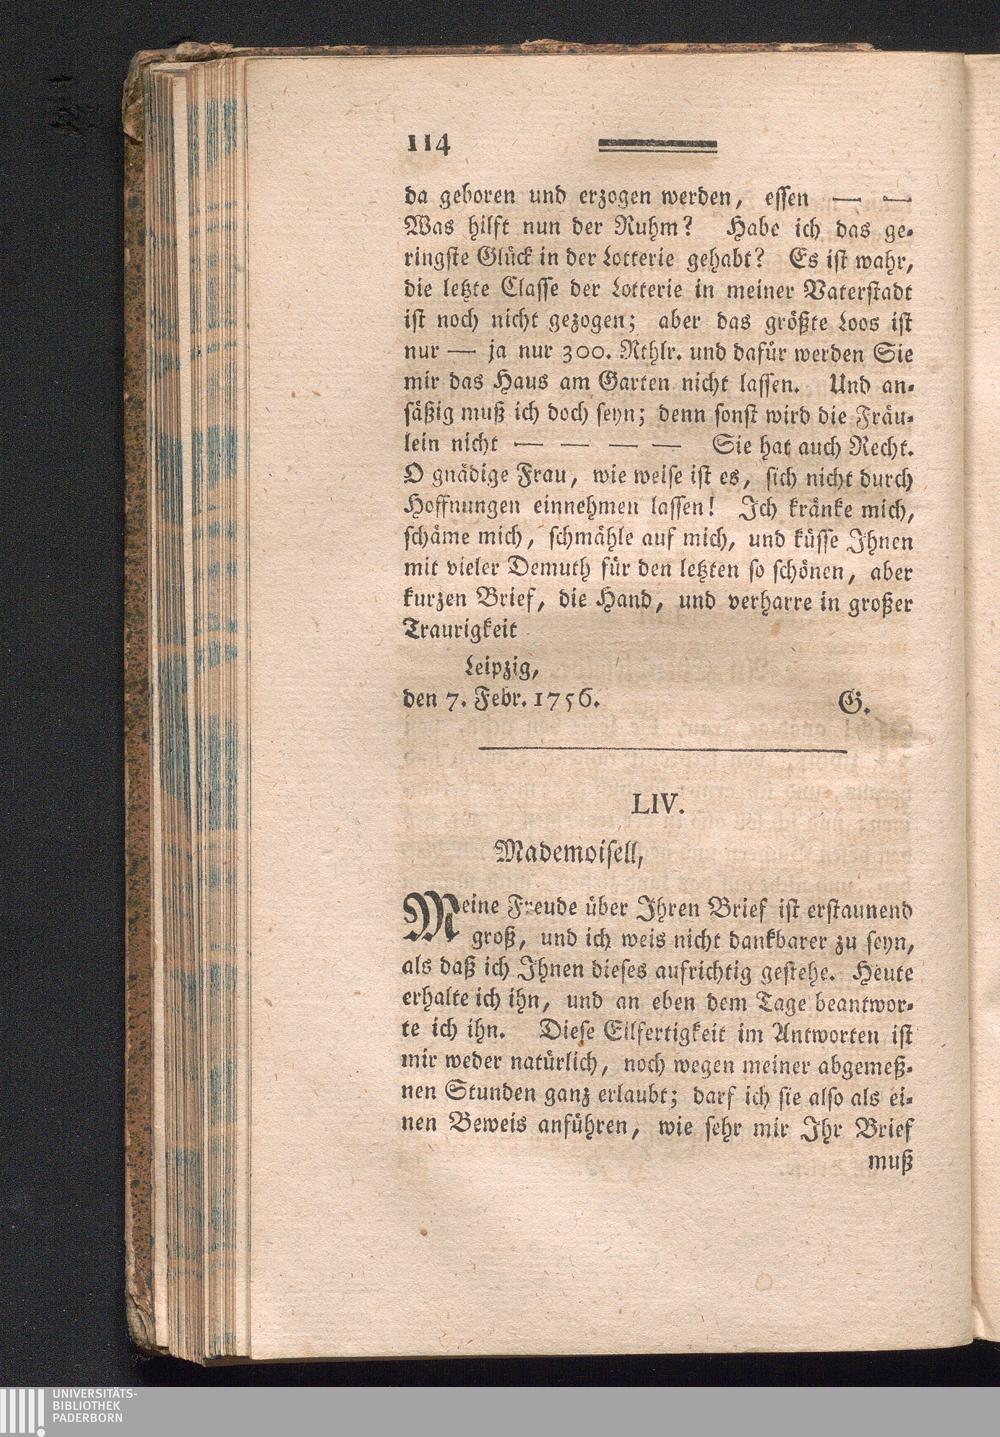 114
da geboren und erzogen werden, essen — —
Was hilft nun der Ruhm? Habe ich das ge-
ringste Glück in der Lotterie gehabt? Es ist wahr,
die letzte Classe der Lotterie in meiner Vaterstadt
ist noch nicht gezogen; aber das größte Loos ist
nur — ja nur 300. Rthlr. und dafür werden Sie
mir das Haus am Garten nicht lassen. Und an-
säßig muß ich doch seyn; denn sonst wird die Fräu-
lein nicht — — — — Sie hat auch Recht.
O gnädige Frau, wie weise ist es, sich nicht durch
Hoffnungen einnehmen lassen! Ich kränke mich,
schäme mich, schmähle auf mich, und küsse Ihnen
mit vieler Demuth für den letzten so schönen, aber
kurzen Brief, die Hand, und verharre in großer
Traurigkeit
Leipzig,
den 7. Febr. 1756. G.
LIV.
Mademoisell,
Meine Freude über Ihren Brief ist erstaunend
groß, und ich weis nicht dankbarer zu seyn,
als daß ich Ihnen dieses aufrichtig gestehe. Heute
erhalte ich ihn, und an eben dem Tage beantwor-
te ich ihn. Diese Eilfertigkeit im Antworten ist
mir weder natürlich, noch wegen meiner abgemeß-
nen Stunden ganz erlaubt; darf ich sie also als ei-
nen Beweis anführen, wie sehr mir Ihr Brief
muß
UNIVERSITÄTS-
BIBLIOTHEK
PADERBORN